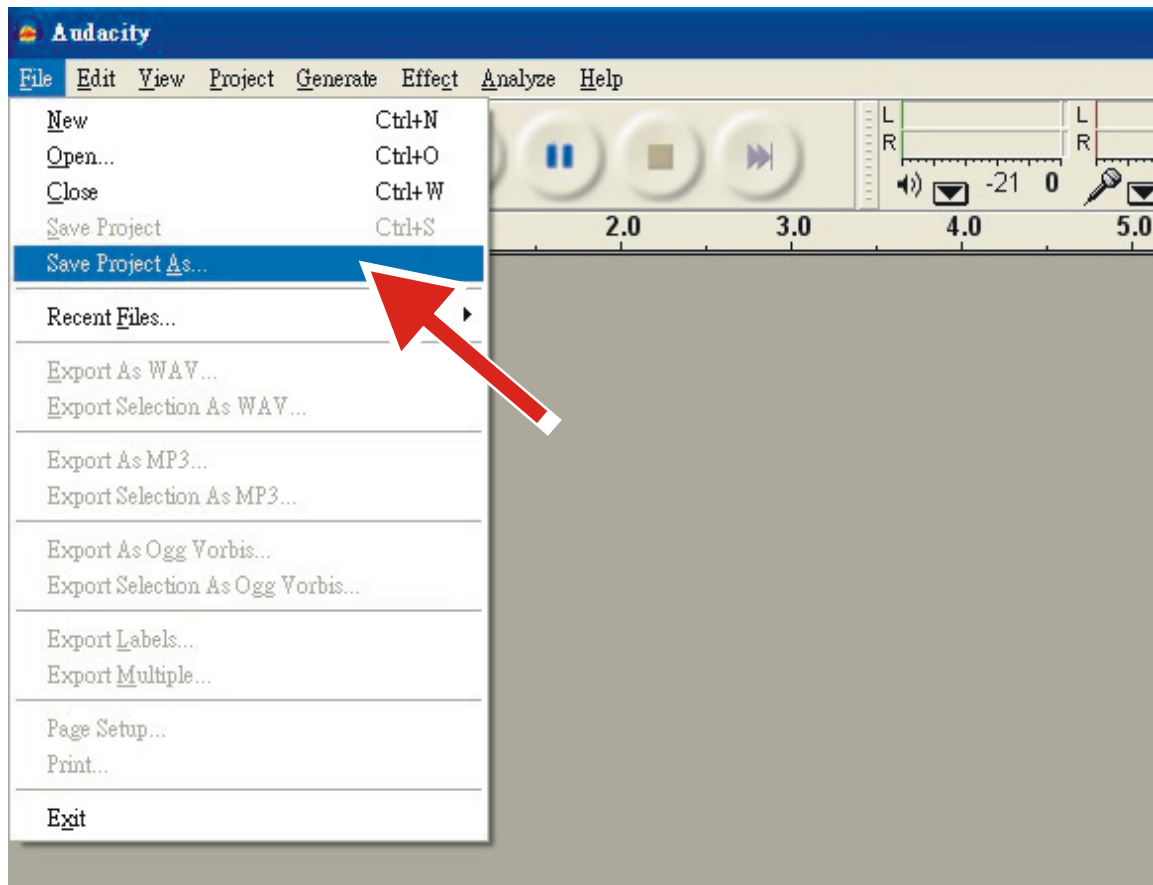 Audacity
File Edit View Project Generate Effect Analyze Help
New Ctrl+N
Open... Ctrl+O
Close Ctrl+W
Save Project Ctrl+S
Save Project As...
Recent Files...
Export As WAV...
Export Selection As WAV...
Export As MP3...
Export Selection As MP3...
Export As Ogg Vorbis...
Export Selection As Ogg Vorbis...
Export Labels...
Export Multiple...
Page Setup...
Print...
Exit
L L
R R
-21 0
2.0 3.0 4.0 5.0